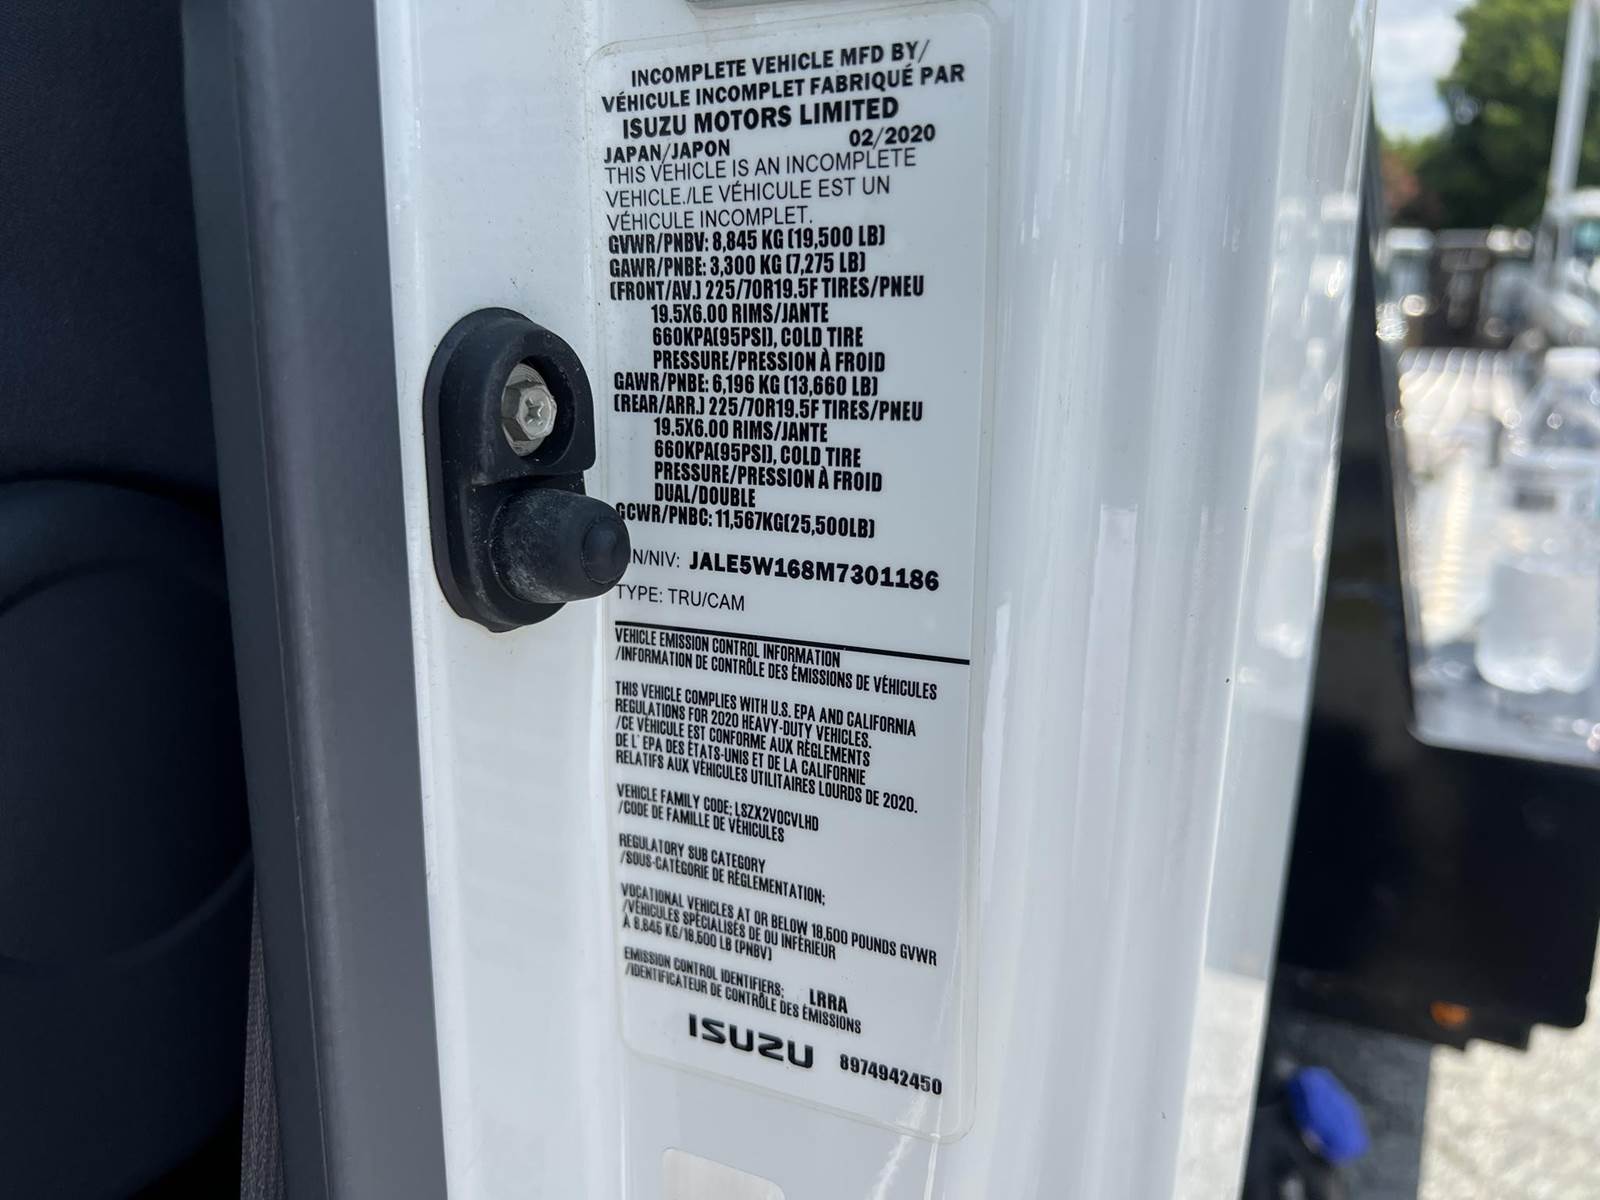 INCOMPLETE VEHICLE MFD BY/
VÉHICULE INCOMPLET FABRIQUÉ PAR
ISUZU MOTORS LIMITED
JAPAN/JAPON 02/2020
THIS VEHICLE IS AN INCOMPLETE
VEHICLE./LE VÉHICULE EST UN
VÉHICULE INCOMPLET.
GVWR/PNBV: 8,845 KG (19,500 LB)
GAWR/PNBE: 3,300 KG (7,275 LB)
(FRONT/AV.) 225/70R19.5F TIRES/PNEU
19.5X6.00 RIMS/JANTE
660KPA(95PSI), COLD TIRE
PRESSURE/PRESSION À FROID
GAWR/PNBE: 6,196 KG (13,660 LB)
(REAR/ARR.) 225/70R19.5F TIRES/PNEU
19.5X6.00 RIMS/JANTE
660KPA(95PSI), COLD TIRE
PRESSURE/PRESSION À FROID
DUAL/DOUBLE
GCWR/PNBC: 11,567KG(25,500LB)
IN/NIV: JALE5W168M7301186
TYPE: TRU/CAM
VEHICLE EMISSION CONTROL INFORMATION
/INFORMATION DE CONTRÔLE DES ÉMISSIONS DE VÉHICULES
THIS VEHICLE COMPLIES WITH U.S. EPA AND CALIFORNIA
REGULATIONS FOR 2020 HEAVY-DUTY VEHICLES.
/CE VÉHICULE EST CONFORME AUX RÈGLEMENTS
DE L'EPA DES ÉTATS-UNIS ET DE LA CALIFORNIE
RELATIFS AUX VÉHICULES UTILITAIRES LOURDS DE 2020.
VEHICLE FAMILY CODE; LSZX2VOCVLHD
/CODE DE FAMILLE DE VÉHICULES
REGULATORY SUB CATEGORY
/SOUS-CATÉGORIE DE RÉGLEMENTATION;
VOCATIONAL VEHICLES AT OR BELOW 19,500 POUNDS GVWR
/VÉHICULES SPÉCIALISÉS DE OU INFÉRIEUR
À 8,845 KG/19,500 LB (PNBV)
EMISSION CONTROL IDENTIFIERS: LRRA
/IDENTIFICATEUR DE CONTRÔLE DES ÉMISSIONS
ISUZU 8974942450